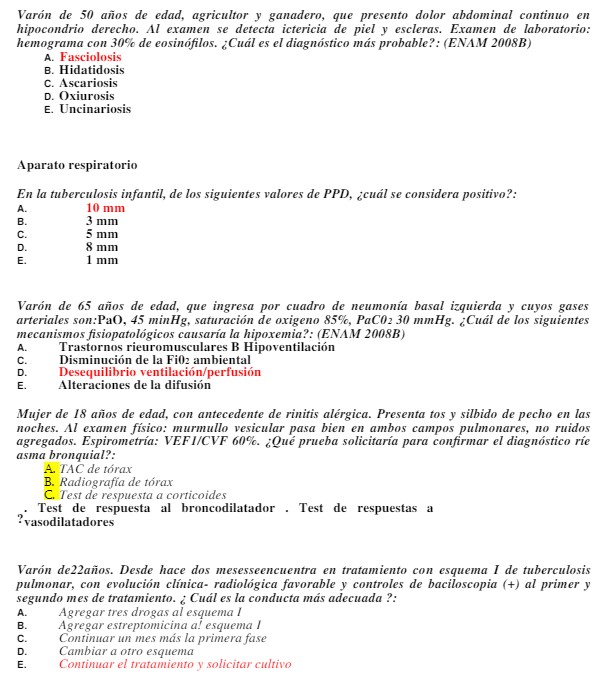 Varón de 50 años de edad, agricultor y ganadero, que presento dolor abdominal continuo en
hipocondrio derecho. Al examen se detecta ictericia de piel y escleras. Examen de laboratorio:
hemograma con 30% de eosinófilos. ¿Cuál es el diagnóstico más probable?: (ENAM 2008B)
A. Fasciolosis
B. Hidatidosis
C. Ascariosis
D. Oxiurosis
E. Uncinariosis
Aparato respiratorio
En la tuberculosis infantil, de los siguientes valores de PPD, ¿cuál se considera positivo?:
A. 10 mm
B. 3 mm
C. 5 mm
D. 8 mm
E. 1 mm
Varón de 65 años de edad, que ingresa por cuadro de neumonía basal izquierda y cuyos gases
arteriales son:PaO, 45 minHg, saturación de oxigeno 85%, PaC02 30 mmHg. ¿Cuál de los siguientes
mecanismos fisiopatológicos causaría la hipoxemia?: (ENAM 2008B)
A. Trastornos rieuromusculares B Hipoventilación
C. Disminución de la Fi02 ambiental
D. Desequilibrio ventilación/perfusión
E. Alteraciones de la difusión
Mujer de 18 años de edad, con antecedente de rinitis alérgica. Presenta tos y silbido de pecho en las
noches. Al examen físico: murmullo vesicular pasa bien en ambos campos pulmonares, no ruidos
agregados. Espirometría: VEF1/CVF 60%. ¿Qué prueba solicitaría para confirmar el diagnóstico ríe
asma bronquial?:
A. TAC de tórax
B. Radiografía de tórax
C. Test de respuesta a corticoides
. Test de respuesta al broncodilatador . Test de respuestas a
?vasodilatadores
Varón de22años. Desde hace dos mesesseencuentra en tratamiento con esquema I de tuberculosis
pulmonar, con evolución clínica- radiológica favorable y controles de baciloscopia (+) al primer y
segundo mes de tratamiento. ¿ Cuál es la conducta más adecuada ?:
A. Agregar tres drogas al esquema I
B. Agregar estreptomicina a! esquema I
C. Continuar un mes más la primera fase
D. Cambiar a otro esquema
E. Continuar el tratamiento y solicitar cultivo